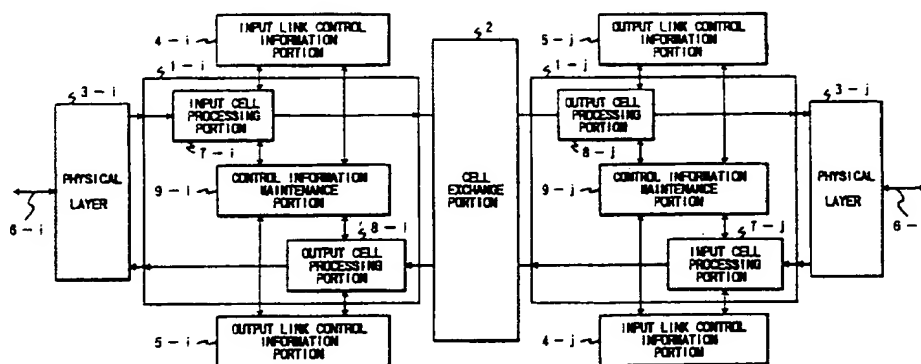 4-i
INPUT LINK CONTROL
INFORMATION
PORTION
2
OUTPUT LINK CONTROL
INFORMATION
PORTION
5-j
1-i
1-j
3-i
3-j
INPUT CELL
PROCESSING
PORTION
7-i
OUTPUT CELL
PROCESSING
PORTION
8-j
PHYSICAL
LAYER
9-i
CONTROL INFORMATION
MAINTENANCE
PORTION
CELL
EXCHANGE
PORTION
9-j
CONTROL INFORMATION
MAINTENANCE
PORTION
PHYSICAL
LAYER
6-i
6-
8-i
OUTPUT CELL
PROCESSING
PORTION
7-j
INPUT CELL
PROCESSING
PORTION
5-i
OUTPUT LINK CONTROL
INFORMATION
PORTION
4-j
INPUT LINK CONTROL
INFORMATION
PORTION